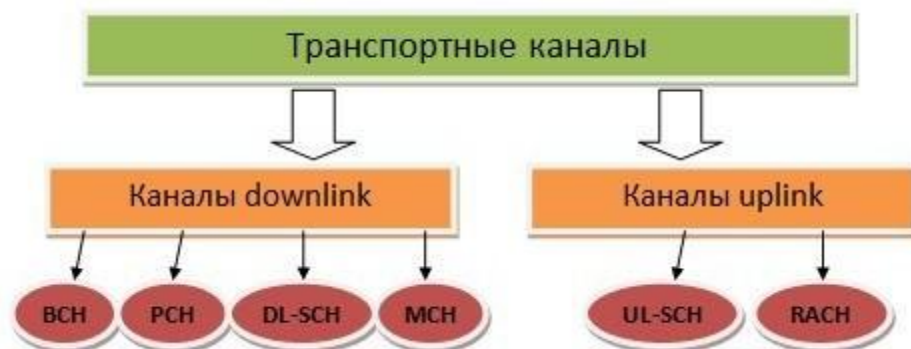 Транспортные каналы
Каналы downlink
Каналы uplink
BCH
PCH
DL-SCH
MCH
UL-SCH
RACH